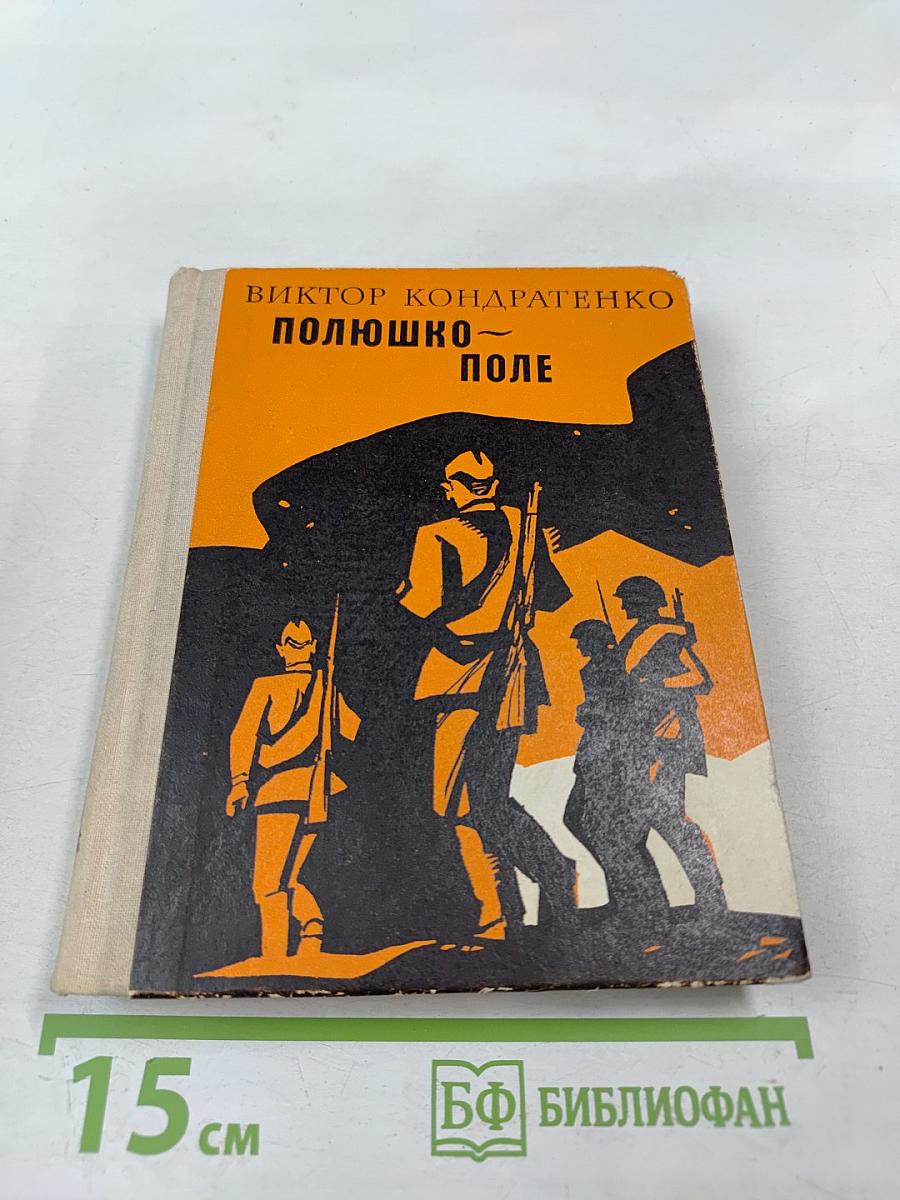 ВИКТОР КОНДРАТЕНКО
ПОЛЮШКО~
ПОЛЕ
15 см
БФ БИБЛИОФАН